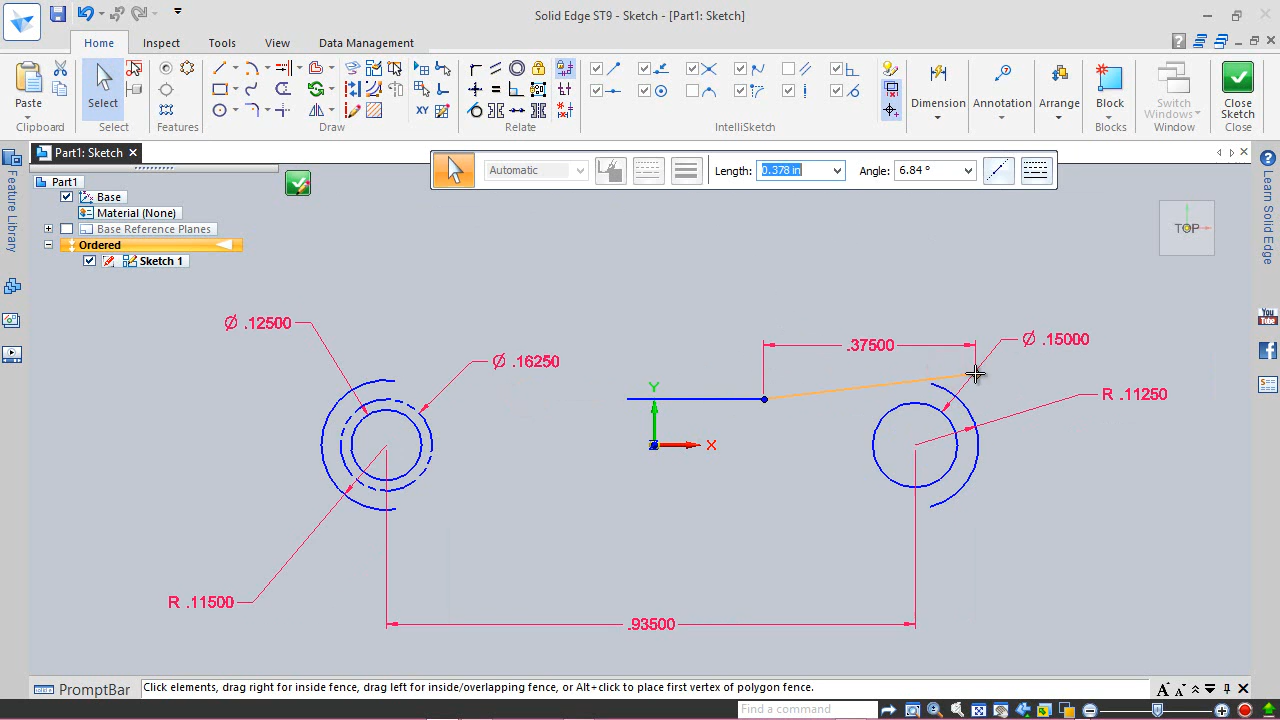 Solid Edge ST9 - Sketch - [Part1: Sketch]
Home Inspect Tools View Data Management
Paste
Clipboard
Select
Select
Features
Draw
Relate
IntelliSketch
Dimension
Annotation
Arrange
Block
Blocks
Switch
Windows
Window
Close
Sketch
Close
Part1: Sketch
Automatic
Length: 0.378 in
Angle: 6.84 °
Feature Library
Learn Solid Edge
You
Tube
Part1
Base
Material (None)
Base Reference Planes
Ordered
Sketch 1
TOP
Ø .12500
Ø .16250
.37500
Ø .15000
R .11250
Y
X
R .11500
.93500
PromptBar
Click elements, drag right for inside fence, drag left for inside/overlapping fence, or Alt+click to place first vertex of polygon fence.
Find a command